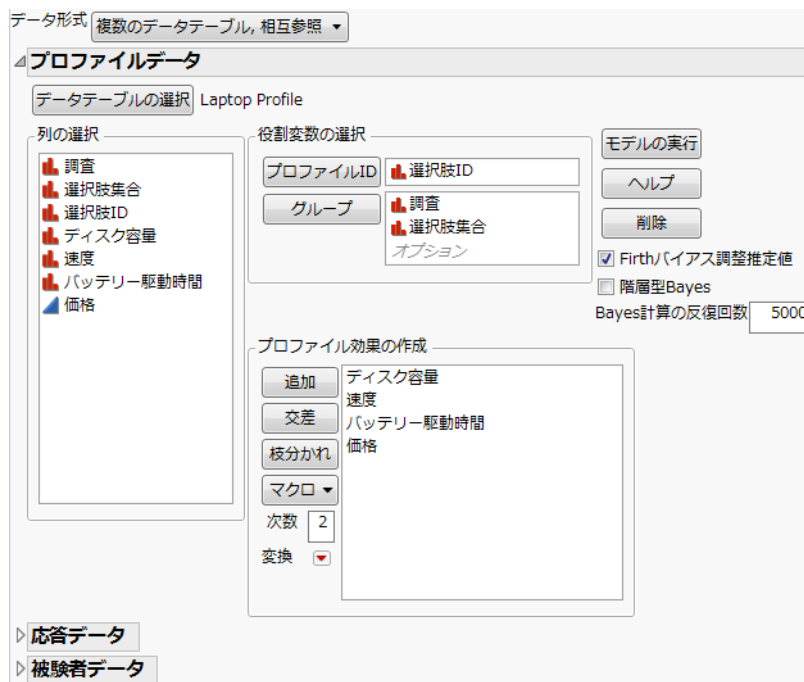 データ形式 複数のデータテーブル, 相互参照
プロファイルデータ
データテーブルの選択 Laptop Profile
列の選択
調査
選択肢集合
選択肢ID
ディスク容量
速度
バッテリー駆動時間
価格
役割変数の選択
プロファイルID 選択肢ID
グループ 調査
選択肢集合
オプション
モデルの実行
ヘルプ
削除
Firthバイアス調整推定値
階層型Bayes
Bayes計算の反復回数 5000
プロファイル効果の作成
追加
交差
枝分かれ
マクロ
次数 2
変換
ディスク容量
速度
バッテリー駆動時間
価格
応答データ
被験者データ